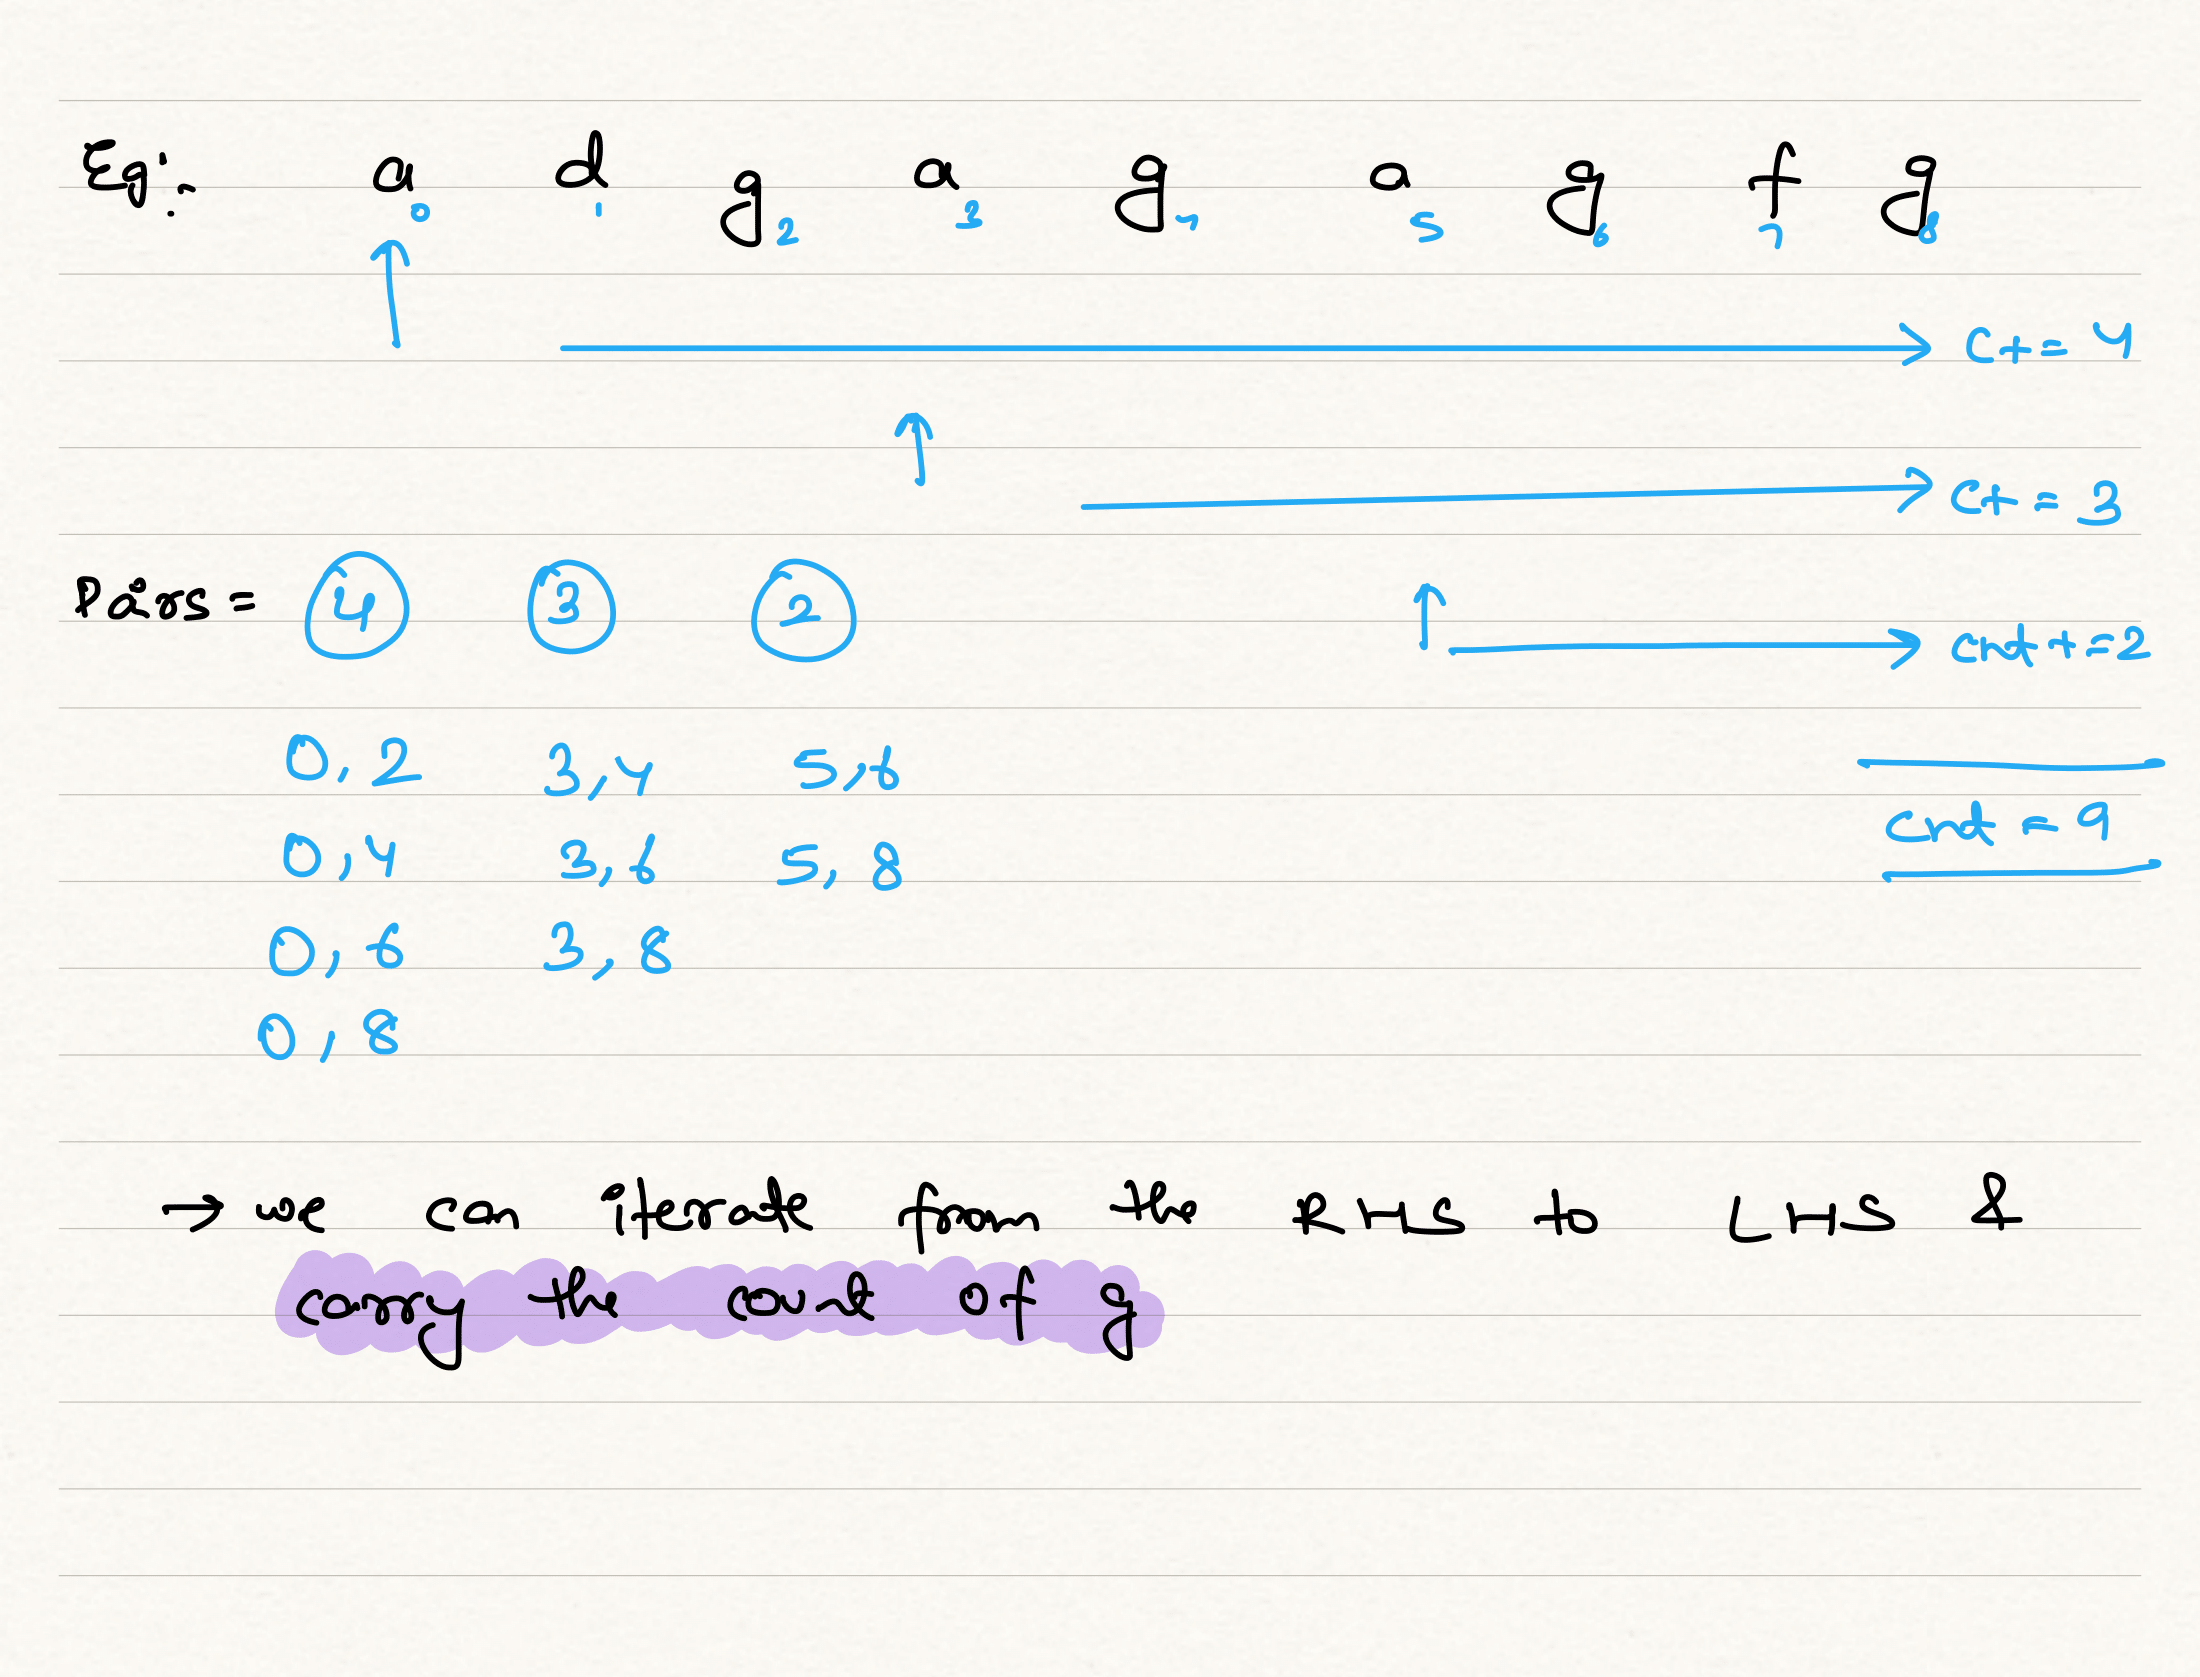 Eg:- a d g a g a g f g
0 1 2 3 4 5 6 7 8
C+= 4
C+ = 3
Pairs = 4 3 2
cnt+=2
0,2 3,4 5,6
0,4 3,6 5,8
cnt = 9
0,6 3,8
0,8
→ we can iterate from the RHS to LHS &
carry the count of g